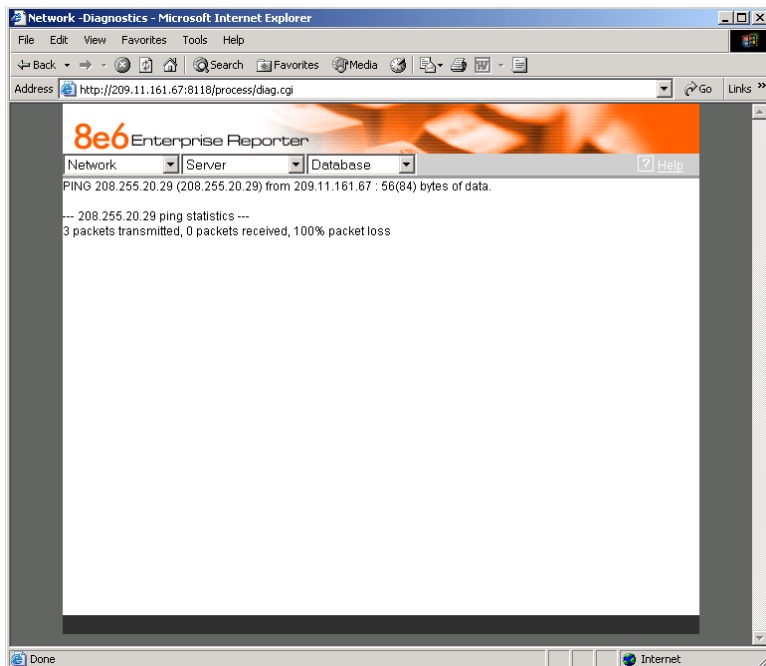 Network -Diagnostics - Microsoft Internet Explorer
File Edit View Favorites Tools Help
Back Search Favorites Media
Address http://209.11.161.67:8118/process/diag.cgi Go Links »
8e6 Enterprise Reporter
Network Server Database ? Help
PING 208.255.20.29 (208.255.20.29) from 209.11.161.67 : 56(84) bytes of data.
--- 208.255.20.29 ping statistics ---
3 packets transmitted, 0 packets received, 100% packet loss
Done Internet